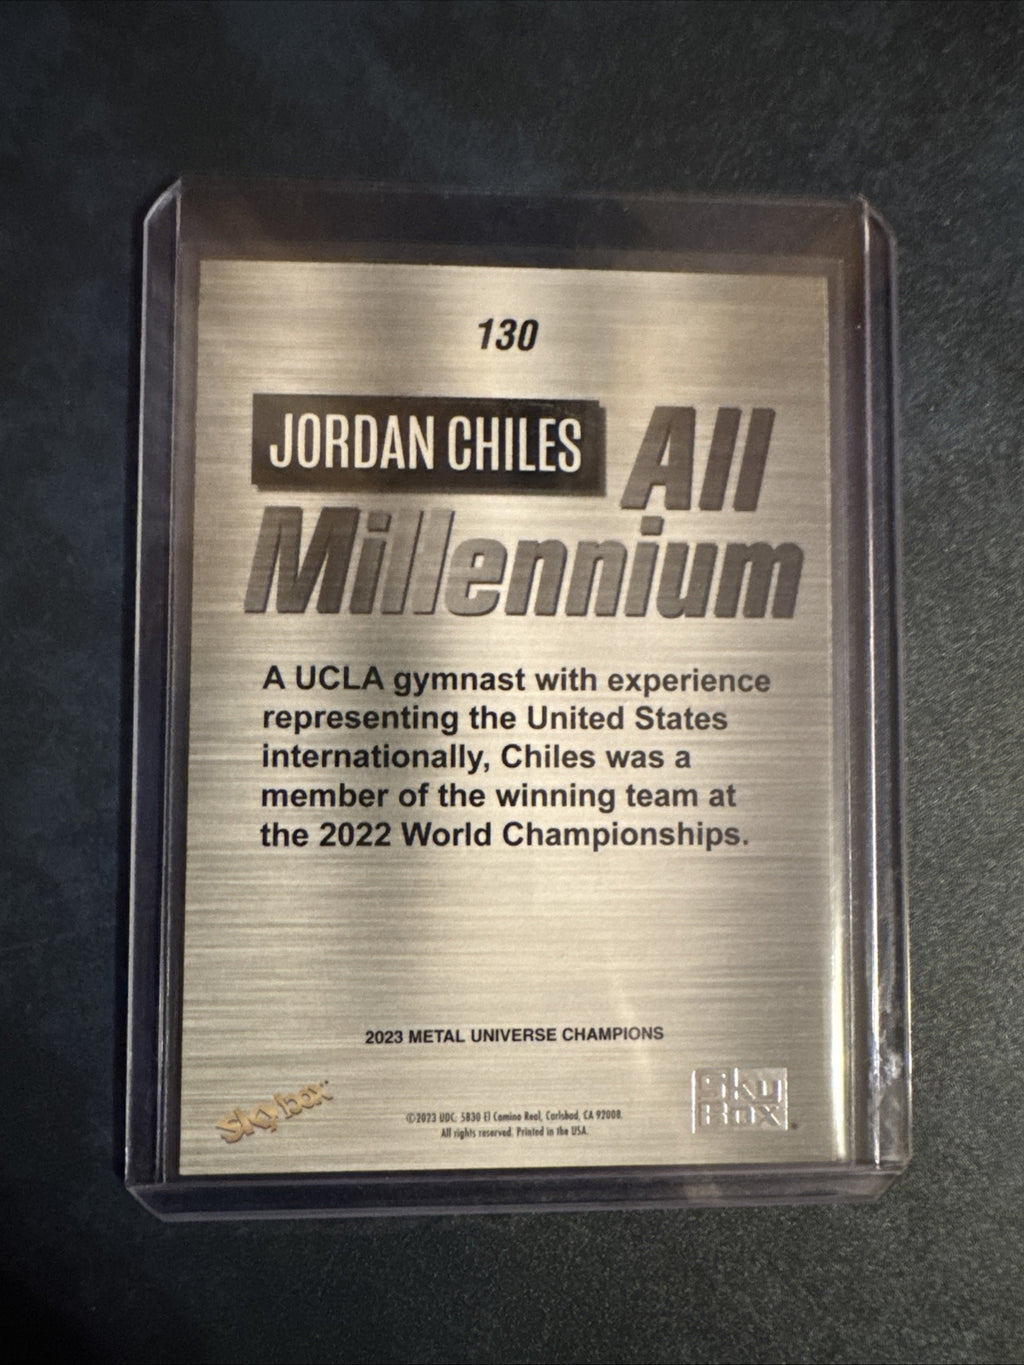 130
JORDAN CHILES All
Millennium
A UCLA gymnast with experience
representing the United States
internationally, Chiles was a
member of the winning team at
the 2022 World Championships.
2023 METAL UNIVERSE CHAMPIONS
Skybox
©2023 UDC. 5830 El Camino Real, Carlsbad, CA 92008.
All rights reserved. Printed in the USA.
SKY
BOX